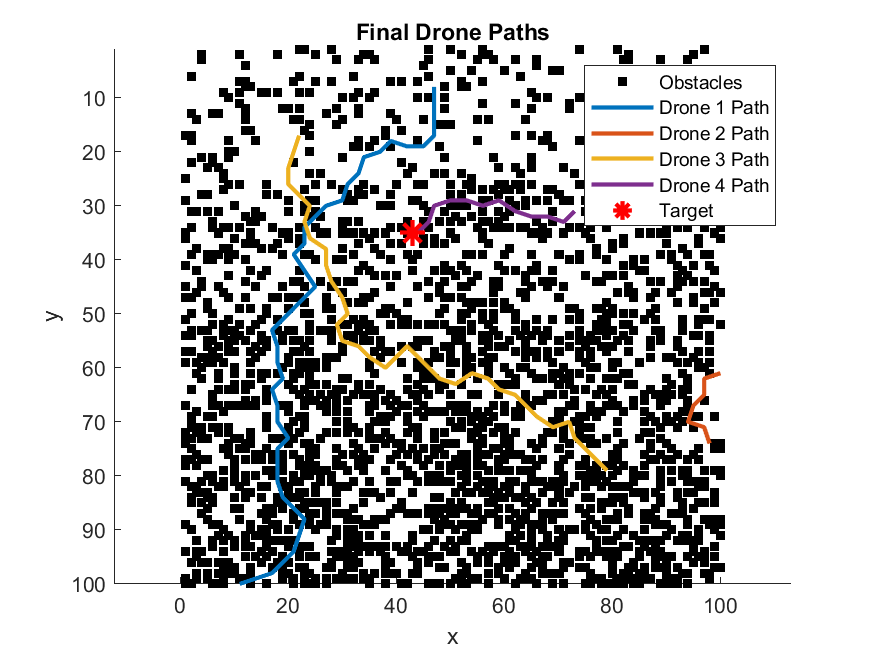 Final Drone Paths
Obstacles
Drone 1 Path
Drone 2 Path
Drone 3 Path
Drone 4 Path
Target
y
10
20
30
40
50
60
70
80
90
100
0 20 40 60 80 100
x